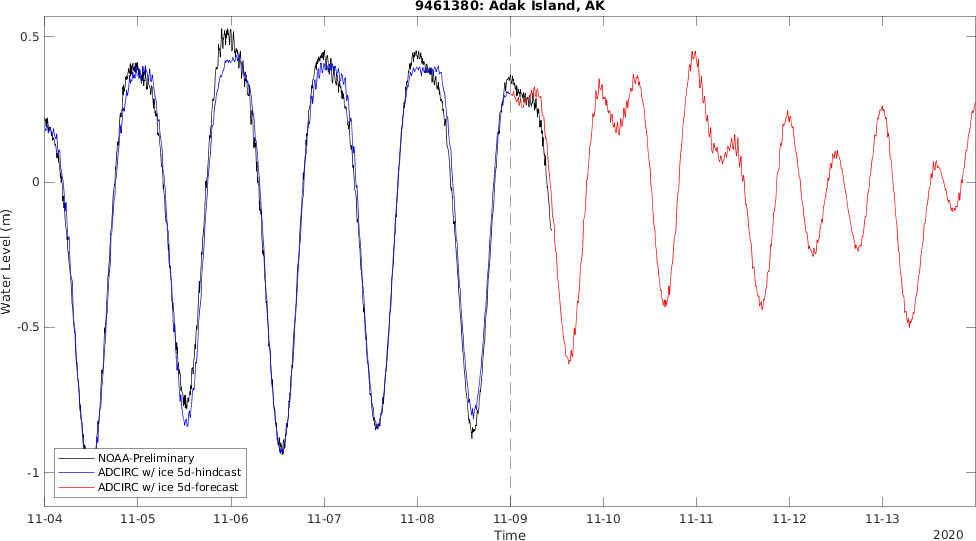 9461380: Adak Island, AK
0.5
0
-0.5
-1
Water Level (m)
NOAA-Preliminary
ADCIRC w/ ice 5d-hindcast
ADCIRC w/ ice 5d-forecast
11-04
11-05
11-06
11-07
11-08
11-09
11-10
11-11
11-12
11-13
Time
2020